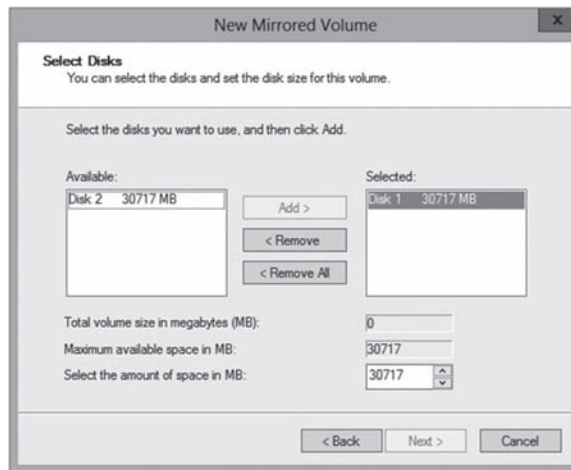 New Mirrored Volume
x
Select Disks
You can select the disks and set the disk size for this volume.
Select the disks you want to use, and then click Add.
Available:
Selected:
Disk 2 30717 MB
Disk 1 30717 MB
Add >
< Remove
< Remove All
Total volume size in megabytes (MB): 0
Maximum available space in MB: 30717
Select the amount of space in MB: 30717
< Back Next > Cancel